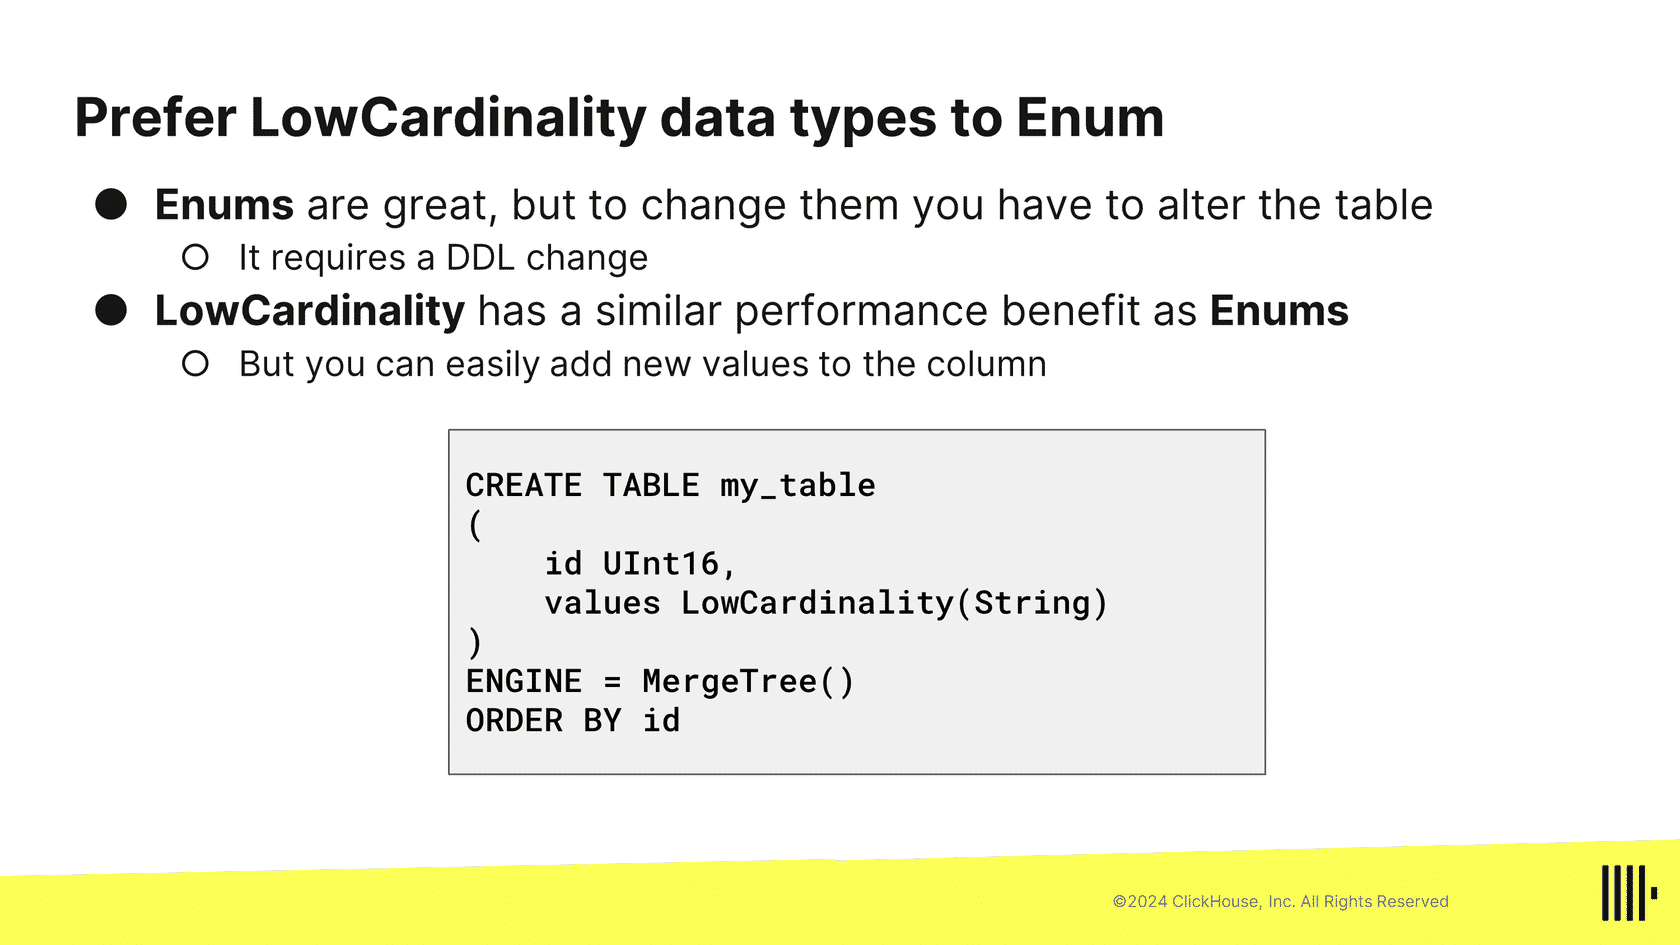 Prefer LowCardinality data types to Enum
● Enums are great, but to change them you have to alter the table
○ It requires a DDL change
● LowCardinality has a similar performance benefit as Enums
○ But you can easily add new values to the column
CREATE TABLE my_table
(
    id UInt16,
    values LowCardinality(String)
)
ENGINE = MergeTree()
ORDER BY id
©2024 ClickHouse, Inc. All Rights Reserved